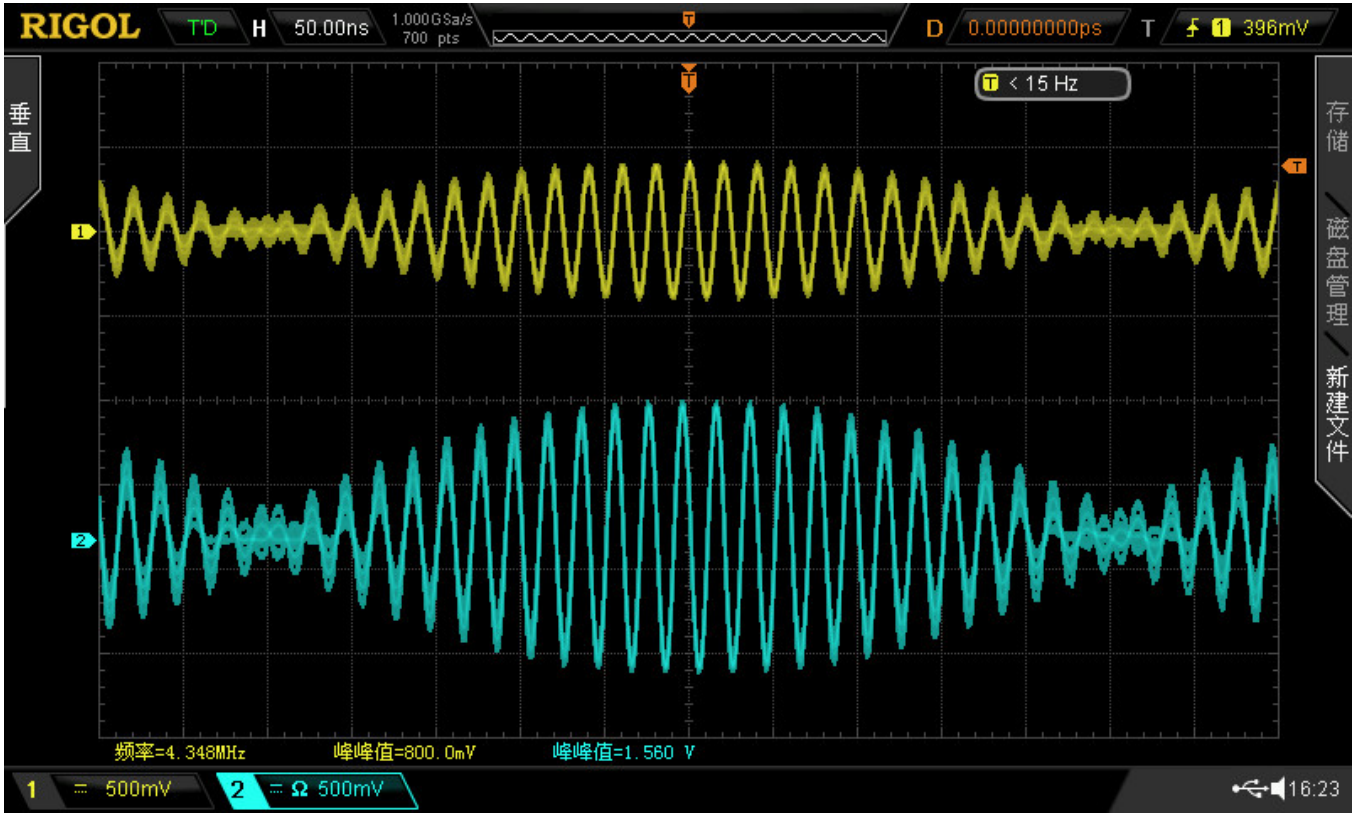 RIGOL T'D H 50.00ns 1.000GSa/s 700 pts T D 0.00000000ps T 1 396mV
T < 15 Hz
T
T
垂直
存储
磁盘管理
新建文件
1
2
频率=4.348MHz 峰峰值=800.0mV 峰峰值=1.560 V
1 500mV 2 Ω 500mV 16:23